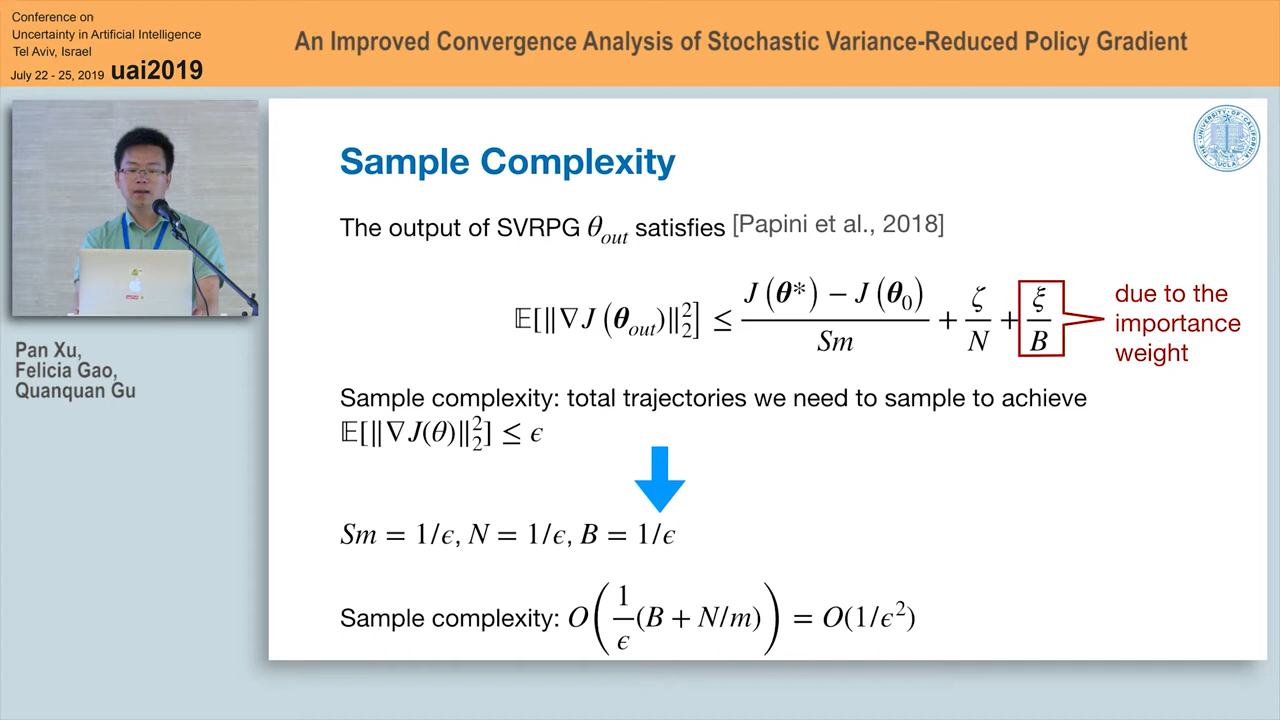 Conference on
Uncertainty in Artificial Intelligence
Tel Aviv, Israel
July 22 - 25, 2019 uai2019
An Improved Convergence Analysis of Stochastic Variance-Reduced Policy Gradient
Pan Xu,
Felicia Gao,
Quanquan Gu
Sample Complexity
The output of SVRPG θ_out satisfies [Papini et al., 2018]
𝔼[‖∇J(θ_out)‖₂²] ≤ (J(θ*) − J(θ₀))/Sm + ζ/N + ξ/B
due to the
importance
weight
Sample complexity: total trajectories we need to sample to achieve
𝔼[‖∇J(θ)‖₂²] ≤ ϵ
Sm = 1/ϵ, N = 1/ϵ, B = 1/ϵ
Sample complexity: O(1/ϵ (B + N/m)) = O(1/ϵ²)